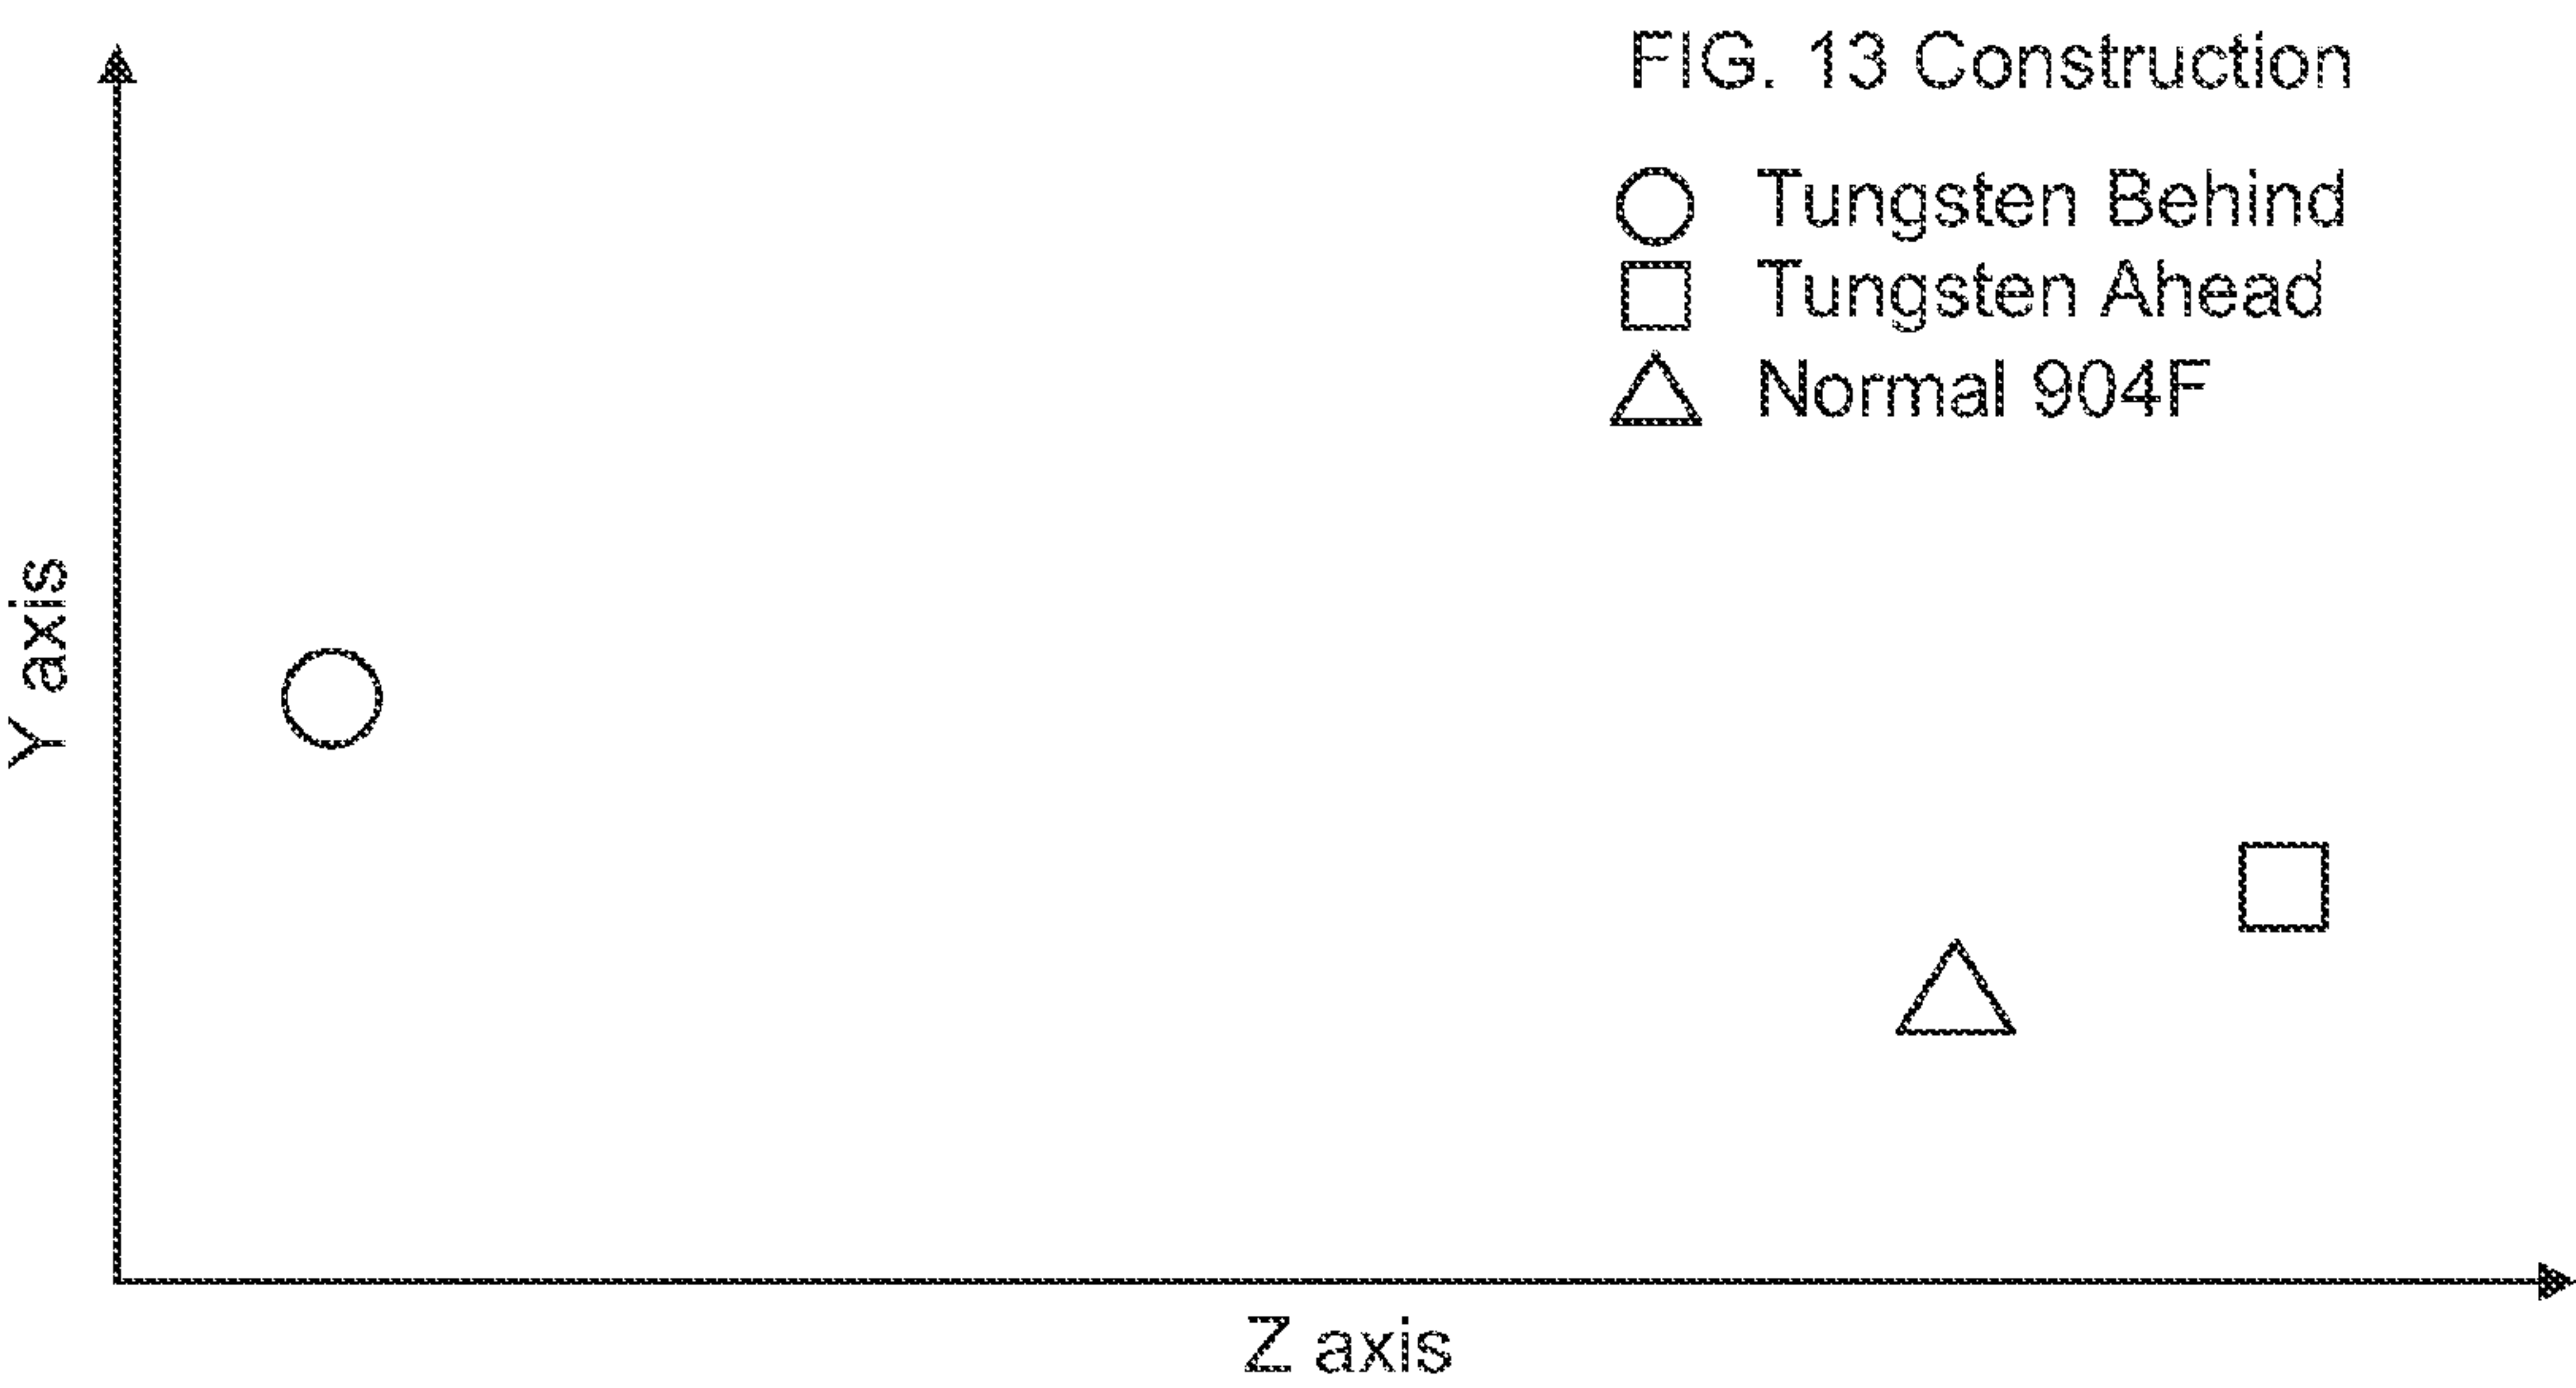 FIG. 13 Construction
Tungsten Behind
Tungsten Ahead
Normal 904F
Y axis
Z axis